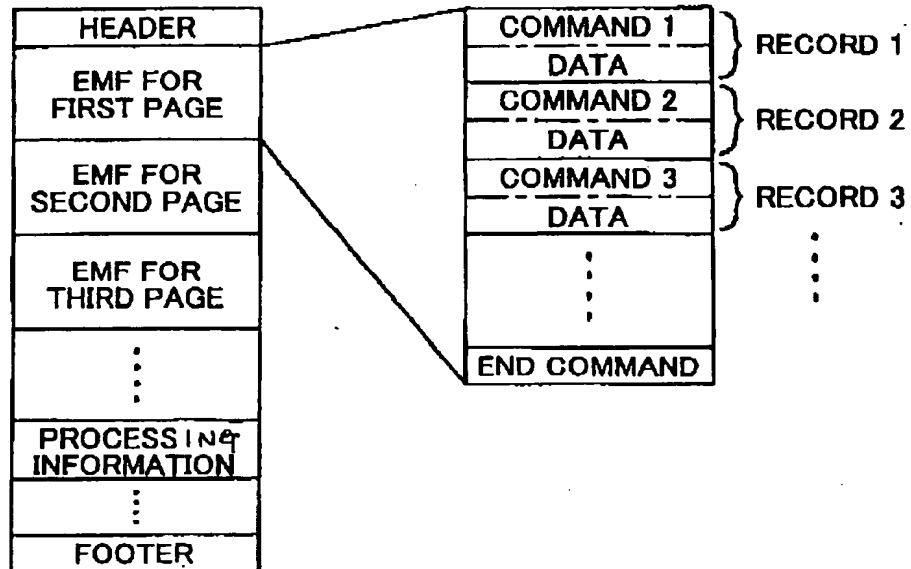 HEADER
EMF FOR
FIRST PAGE
EMF FOR
SECOND PAGE
EMF FOR
THIRD PAGE
PROCESSING
INFORMATION
FOOTER
COMMAND 1
DATA
COMMAND 2
DATA
COMMAND 3
DATA
END COMMAND
RECORD 1
RECORD 2
RECORD 3